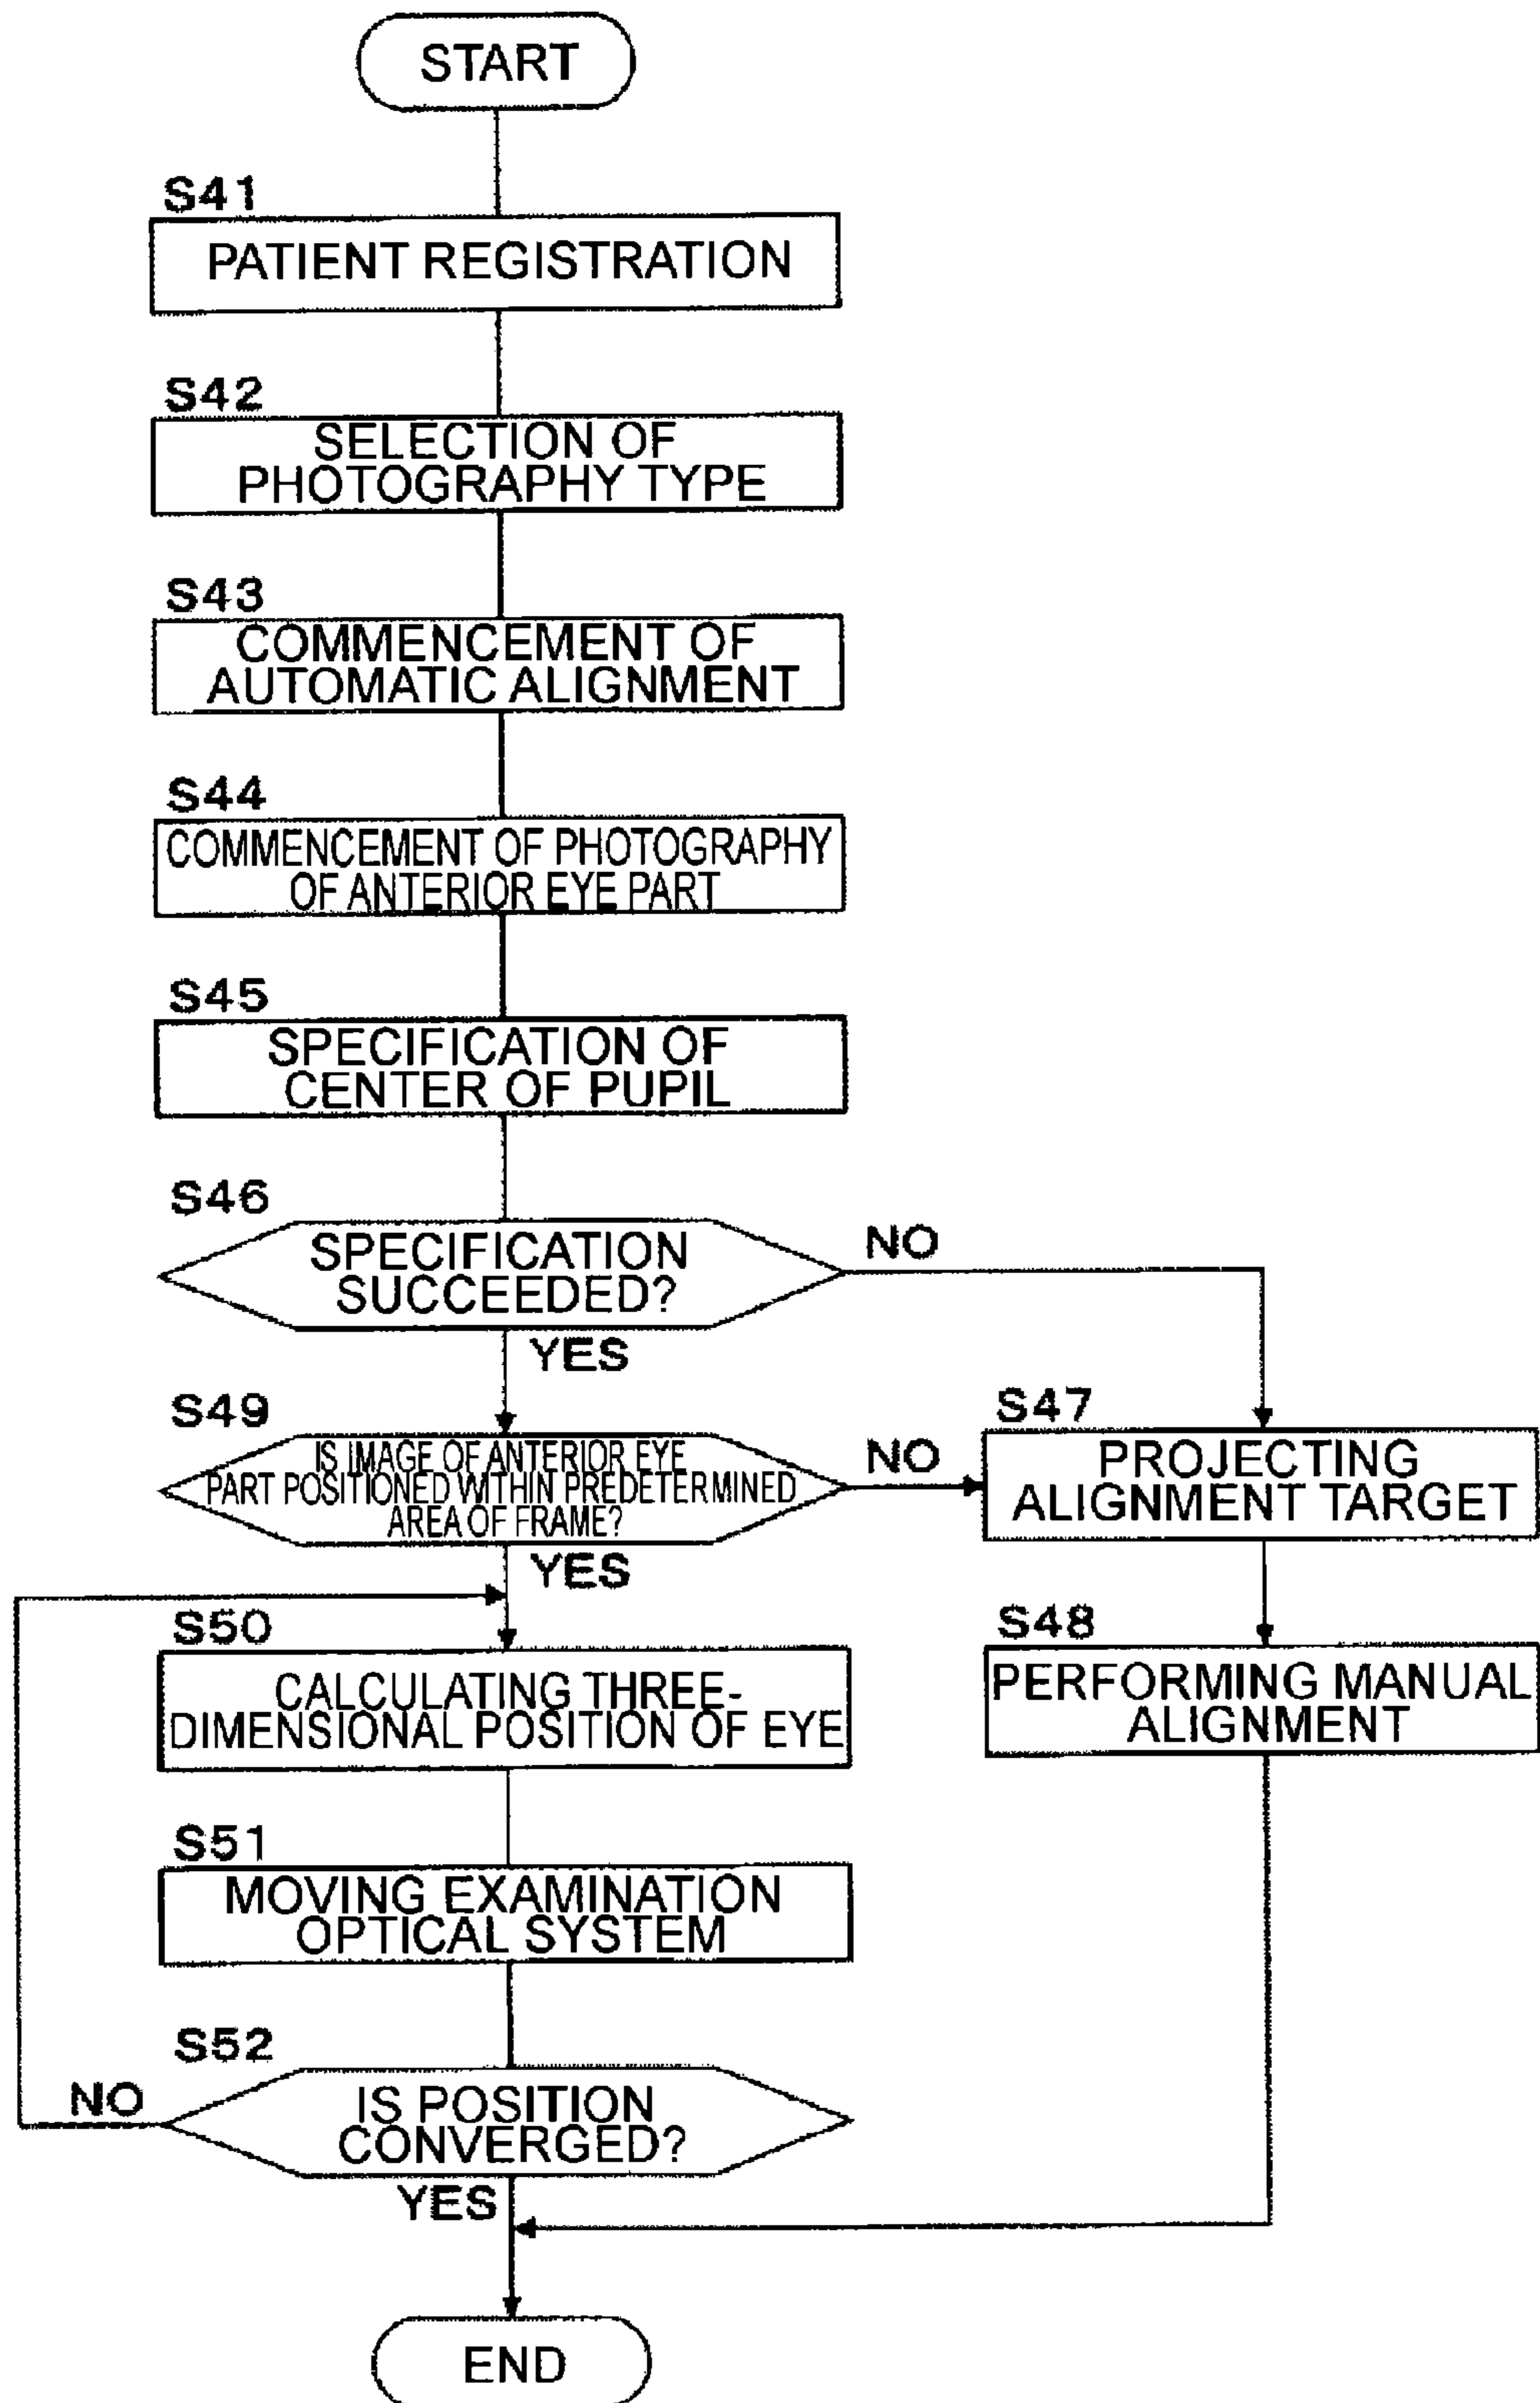 START
S41
PATIENT REGISTRATION
S42
SELECTION OF
PHOTOGRAPHY TYPE
S43
COMMENCEMENT OF
AUTOMATIC ALIGNMENT
S44
COMMENCEMENT OF PHOTOGRAPHY
OF ANTERIOR EYE PART
S45
SPECIFICATION OF
CENTER OF PUPIL
S46
SPECIFICATION
SUCCEEDED?
NO
YES
S49
IS IMAGE OF ANTERIOR EYE
PART POSITIONED WITHIN PREDETERMINED
AREA OF FRAME?
NO
YES
S47
PROJECTING
ALIGNMENT TARGET
S48
PERFORMING MANUAL
ALIGNMENT
S50
CALCULATING THREE-
DIMENSIONAL POSITION OF EYE
S51
MOVING EXAMINATION
OPTICAL SYSTEM
S52
IS POSITION
CONVERGED?
NO
YES
END